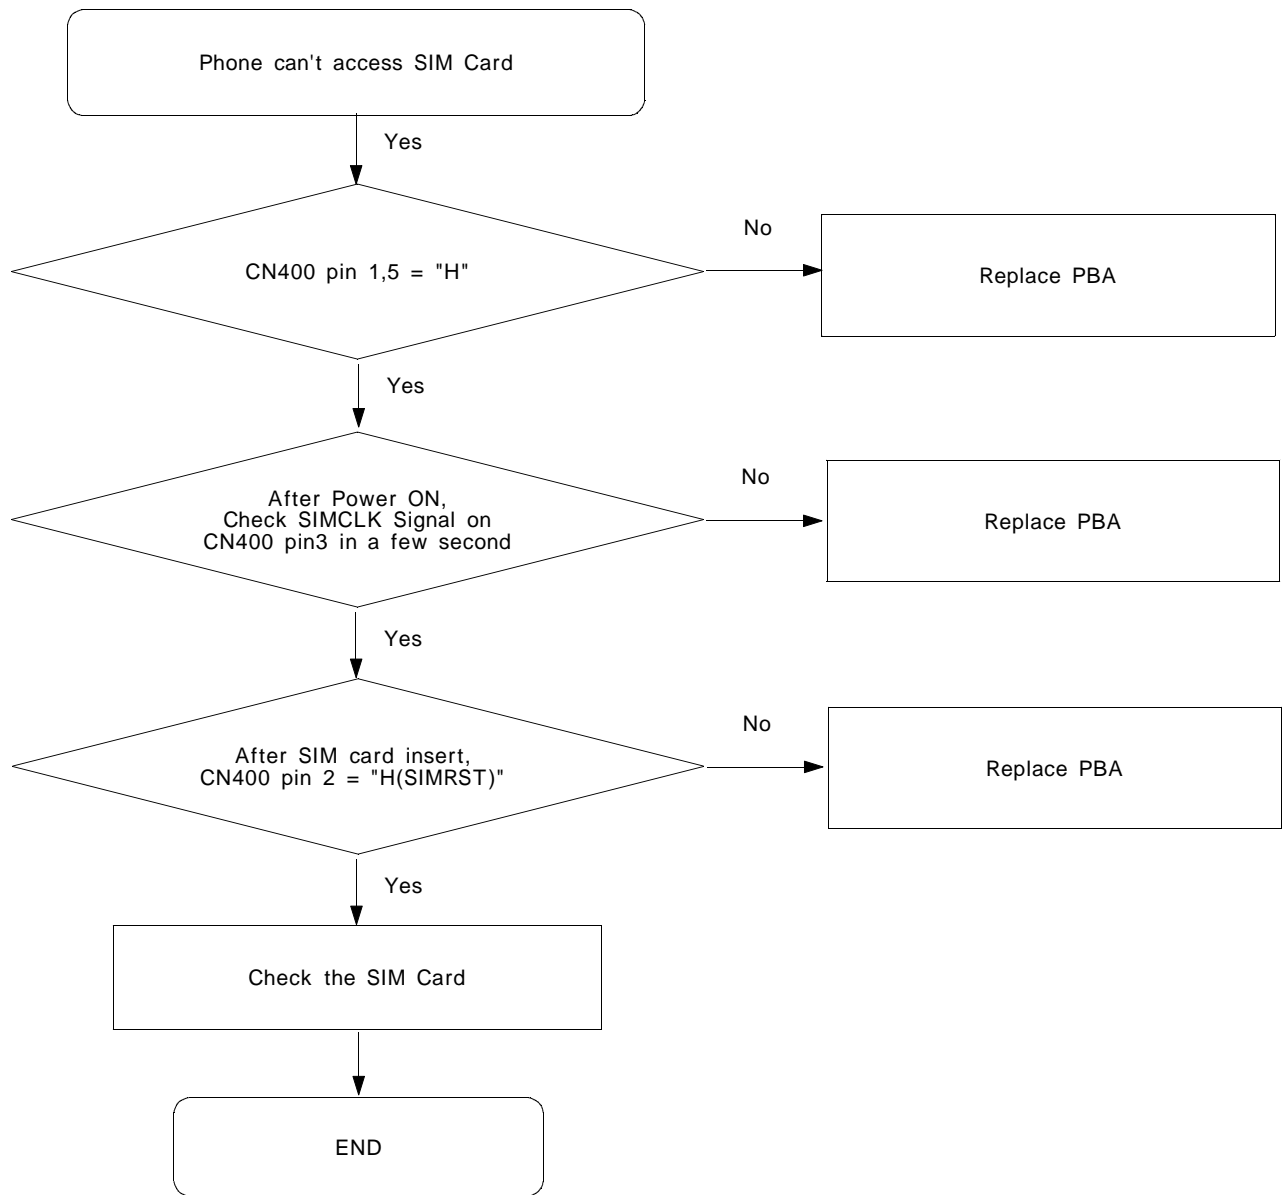 Phone can't access SIM Card
Yes
CN400 pin 1,5 = "H"
No
Replace PBA
Yes
After Power ON,
Check SIMCLK Signal on
CN400 pin3 in a few second
No
Replace PBA
Yes
After SIM card insert,
CN400 pin 2 = "H(SIMRST)"
No
Replace PBA
Yes
Check the SIM Card
END